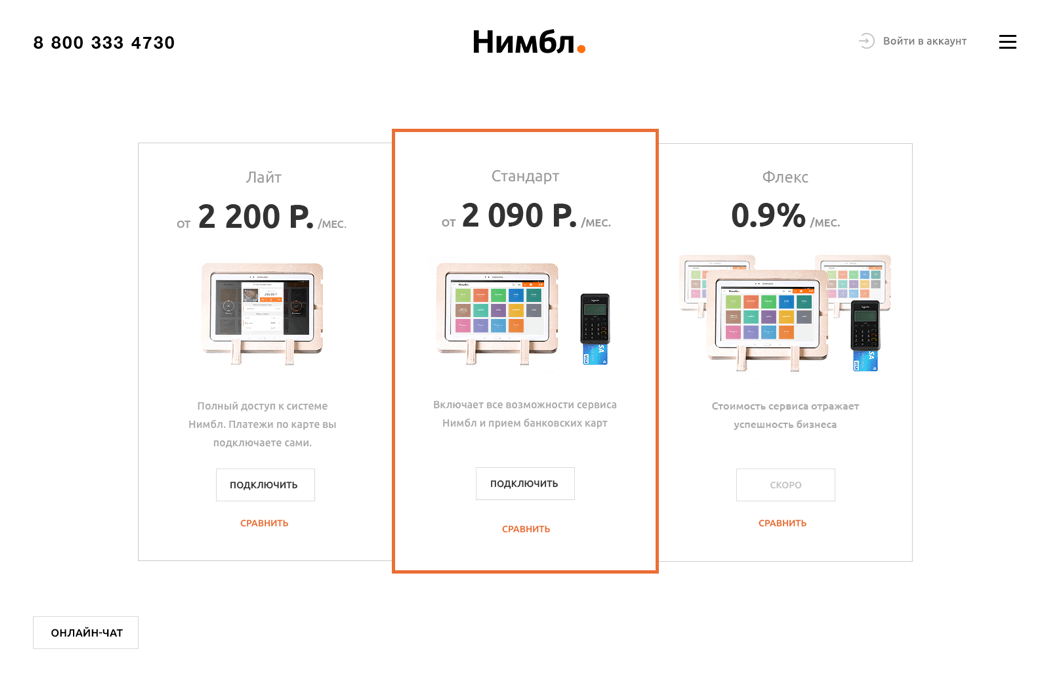 8 800 333 4730
Нимбл.
Войти в аккаунт
Лайт
ОТ 2 200 Р. /МЕС.
Полный доступ к системе
Нимбл. Платежи по карте вы
подключаете сами.
ПОДКЛЮЧИТЬ
СРАВНИТЬ
Стандарт
ОТ 2 090 Р. /МЕС.
Включает все возможности сервиса
Нимбл и прием банковских карт
ПОДКЛЮЧИТЬ
СРАВНИТЬ
Флекс
0.9% /МЕС.
Стоимость сервиса отражает
успешность бизнеса
СКОРО
СРАВНИТЬ
ОНЛАЙН-ЧАТ